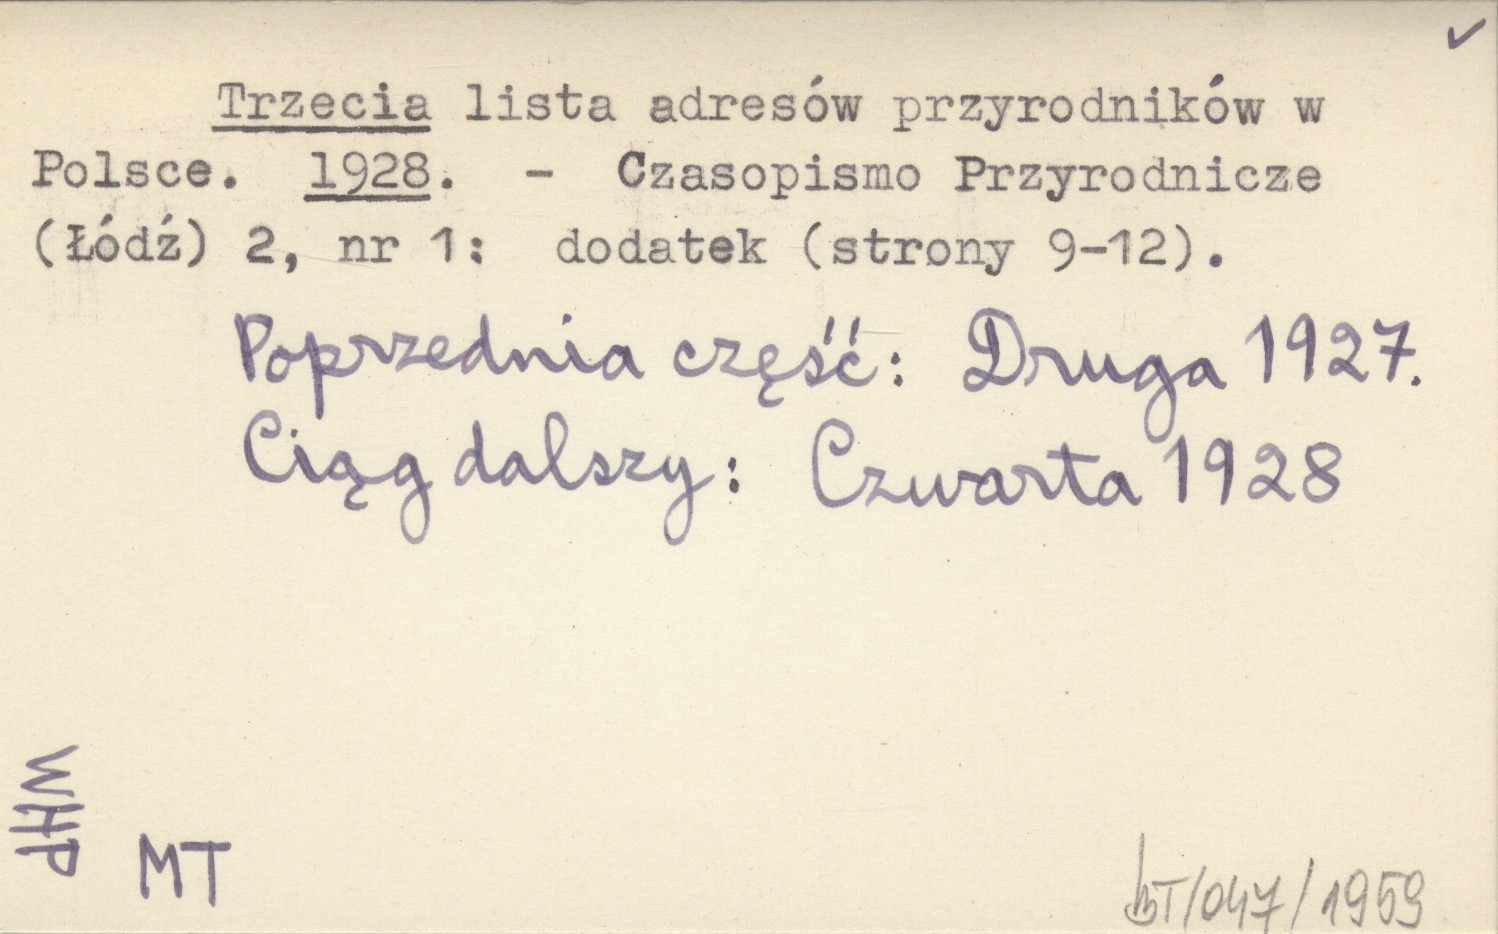 Trzecia lista adresów przyrodników w
Polsce. 1928. - Czasopismo Przyrodnicze
(Łódź) 2, nr 1: dodatek (strony 9-12).
Poprzednia część: Druga 1927.
Ciąg dalszy: Czwarta 1928
WHP
MT
BT/047/1959